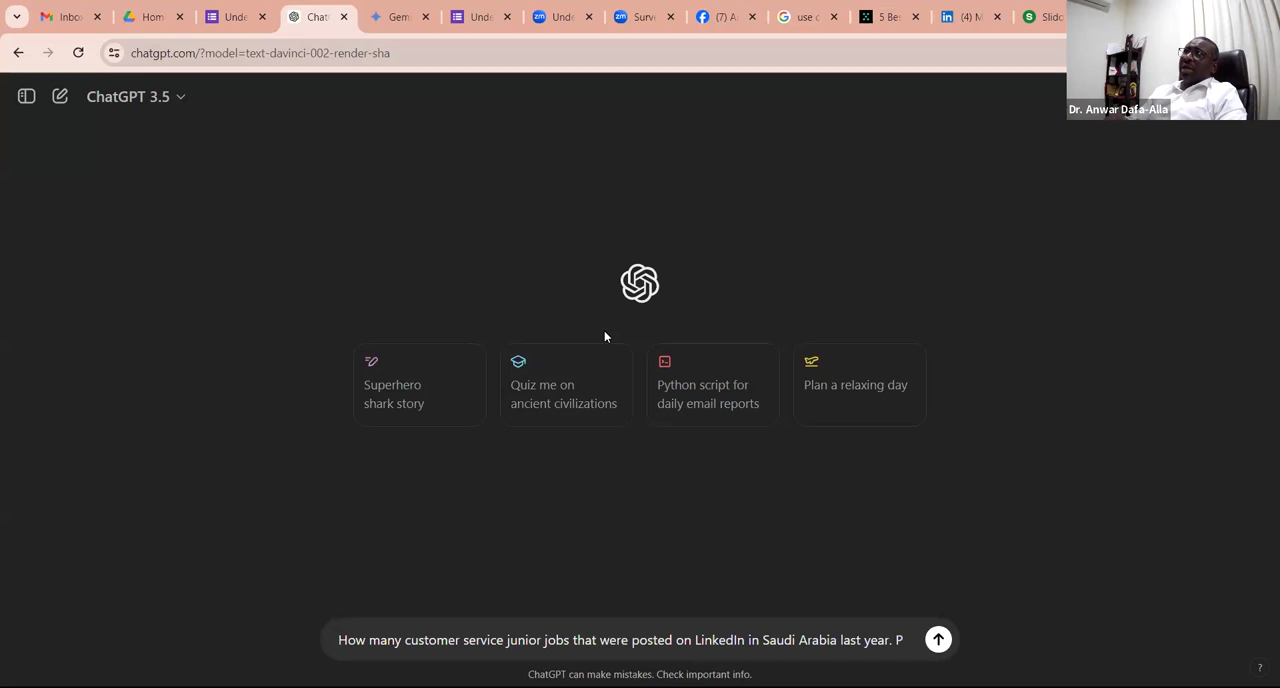 Inbo
Hom
Unde
Chat
Gem
Unde
Unde
Surve
(7) A
use c
5 Bes
(4) M
Slido
chatgpt.com/?model=text-davinci-002-render-sha
Dr. Anwar Dafa-Alla
ChatGPT 3.5
Superhero
shark story
Quiz me on
ancient civilizations
Python script for
daily email reports
Plan a relaxing day
How many customer service junior jobs that were posted on LinkedIn in Saudi Arabia last year. P
ChatGPT can make mistakes. Check important info.
?